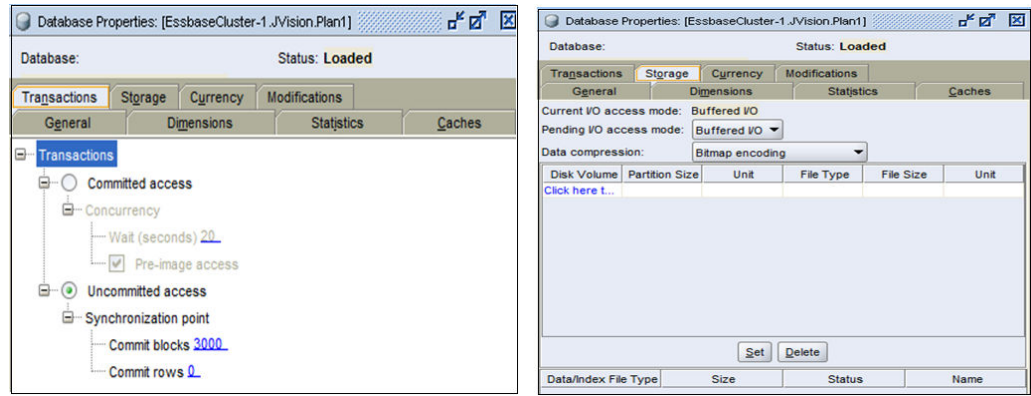 Database Properties: [EssbaseCluster-1.JVision.Plan1]
Database: Status: Loaded
Transactions Storage Currency Modifications
General Dimensions Statistics Caches
Transactions
Committed access
Concurrency
Wait (seconds) 20
Pre-image access
Uncommitted access
Synchronization point
Commit blocks 3000
Commit rows 0
Database Properties: [EssbaseCluster-1.JVision.Plan1]
Database: Status: Loaded
Transactions Storage Currency Modifications
General Dimensions Statistics Caches
Current I/O access mode: Buffered I/O
Pending I/O access mode: Buffered I/O
Data compression: Bitmap encoding
Disk Volume Partition Size Unit File Type File Size Unit
Click here t...
Set Delete
Data/Index File Type Size Status Name